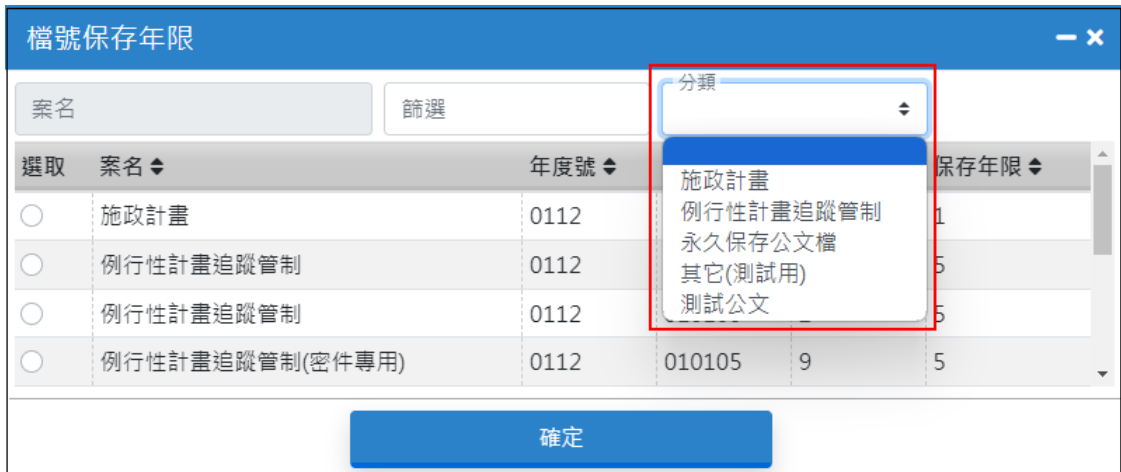 檔號保存年限
案名 篩選 分類
選取 案名 年度號 保存年限
施政計畫
例行性計畫追蹤管制
永久保存公文檔
其它(測試用)
測試公文
施政計畫 0112 1
例行性計畫追蹤管制 0112 5
例行性計畫追蹤管制 0112 5
例行性計畫追蹤管制(密件專用) 0112 010105 9 5
確定